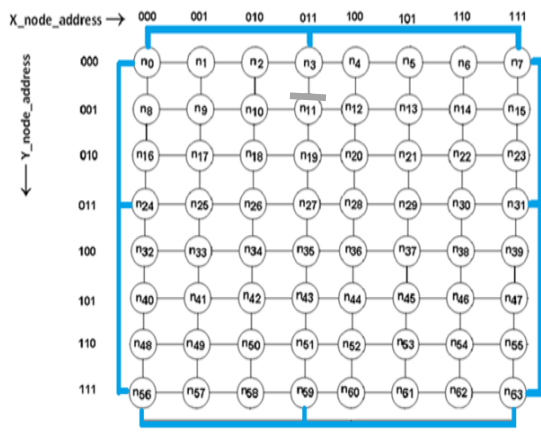 X_node_address → 000 001 010 011 100 101 110 111
Y_node_address
000 n0 n1 n2 n3 n4 n5 n6 n7
001 n8 n9 n10 n11 n12 n13 n14 n15
010 n16 n17 n18 n19 n20 n21 n22 n23
011 n24 n25 n26 n27 n28 n29 n30 n31
100 n32 n33 n34 n35 n36 n37 n38 n39
101 n40 n41 n42 n43 n44 n45 n46 n47
110 n48 n49 n50 n51 n52 n53 n54 n55
111 n56 n57 n58 n59 n60 n61 n62 n63